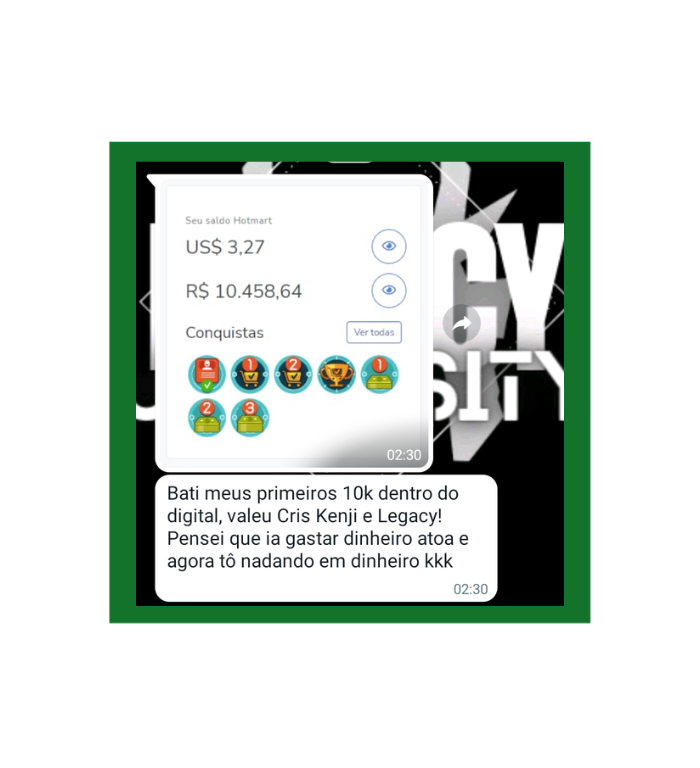 Seu saldo Hotmart
US$ 3,27
R$ 10.458,64
Conquistas
Ver todas
1
2
1
2
3
02:30
Bati meus primeiros 10k dentro do
digital, valeu Cris Kenji e Legacy!
Pensei que ia gastar dinheiro atoa e
agora tô nadando em dinheiro kkk
02:30
CY
SITY